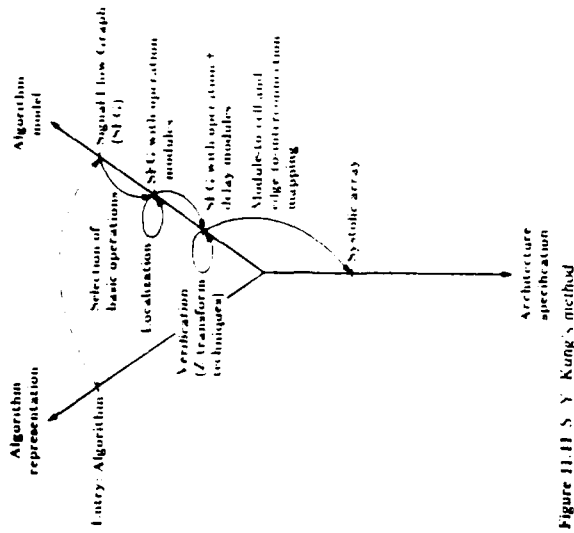 Algorithm
representation
Entry: Algorithm
Algorithm
model
Signal Flow Graph
(SFG)
Selection of
basic operations
SFG with operation
modules
Localization
SFG with operation +
delay modules
Verification
(Z transform
techniques)
Module-to-cell and
edge-to-interconnection
mapping
Systolic array
Architecture
specification
Figure 11.11 S Y Kung's method